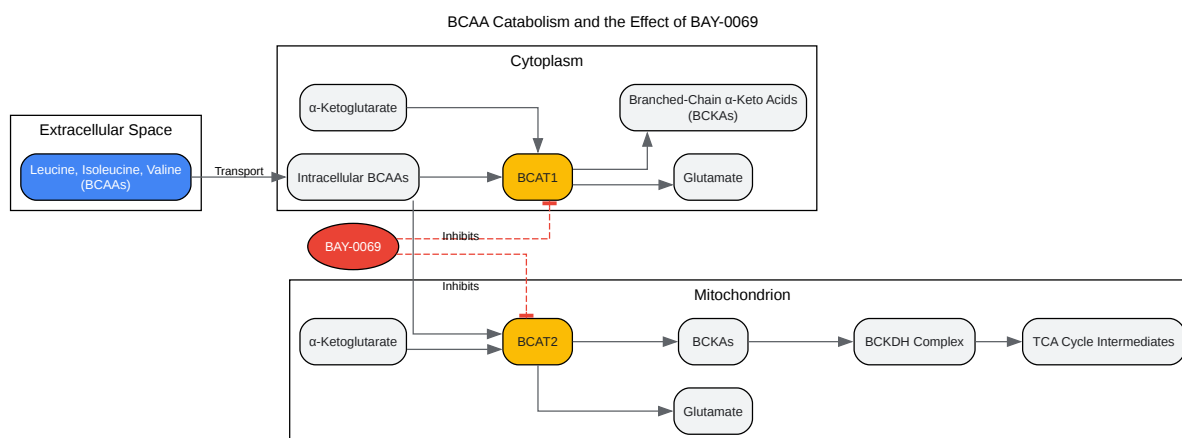 BCAA Catabolism and the Effect of BAY-0069
Cytoplasm
α-Ketoglutarate
Branched-Chain α-Keto Acids
(BCKAs)
Extracellular Space
Leucine, Isoleucine, Valine
(BCAAs)
Transport
Intracellular BCAAs
BCAT1
Glutamate
BAY-0069
Inhibits
Inhibits
Mitochondrion
α-Ketoglutarate
BCAT2
BCKAs
BCKDH Complex
TCA Cycle Intermediates
Glutamate